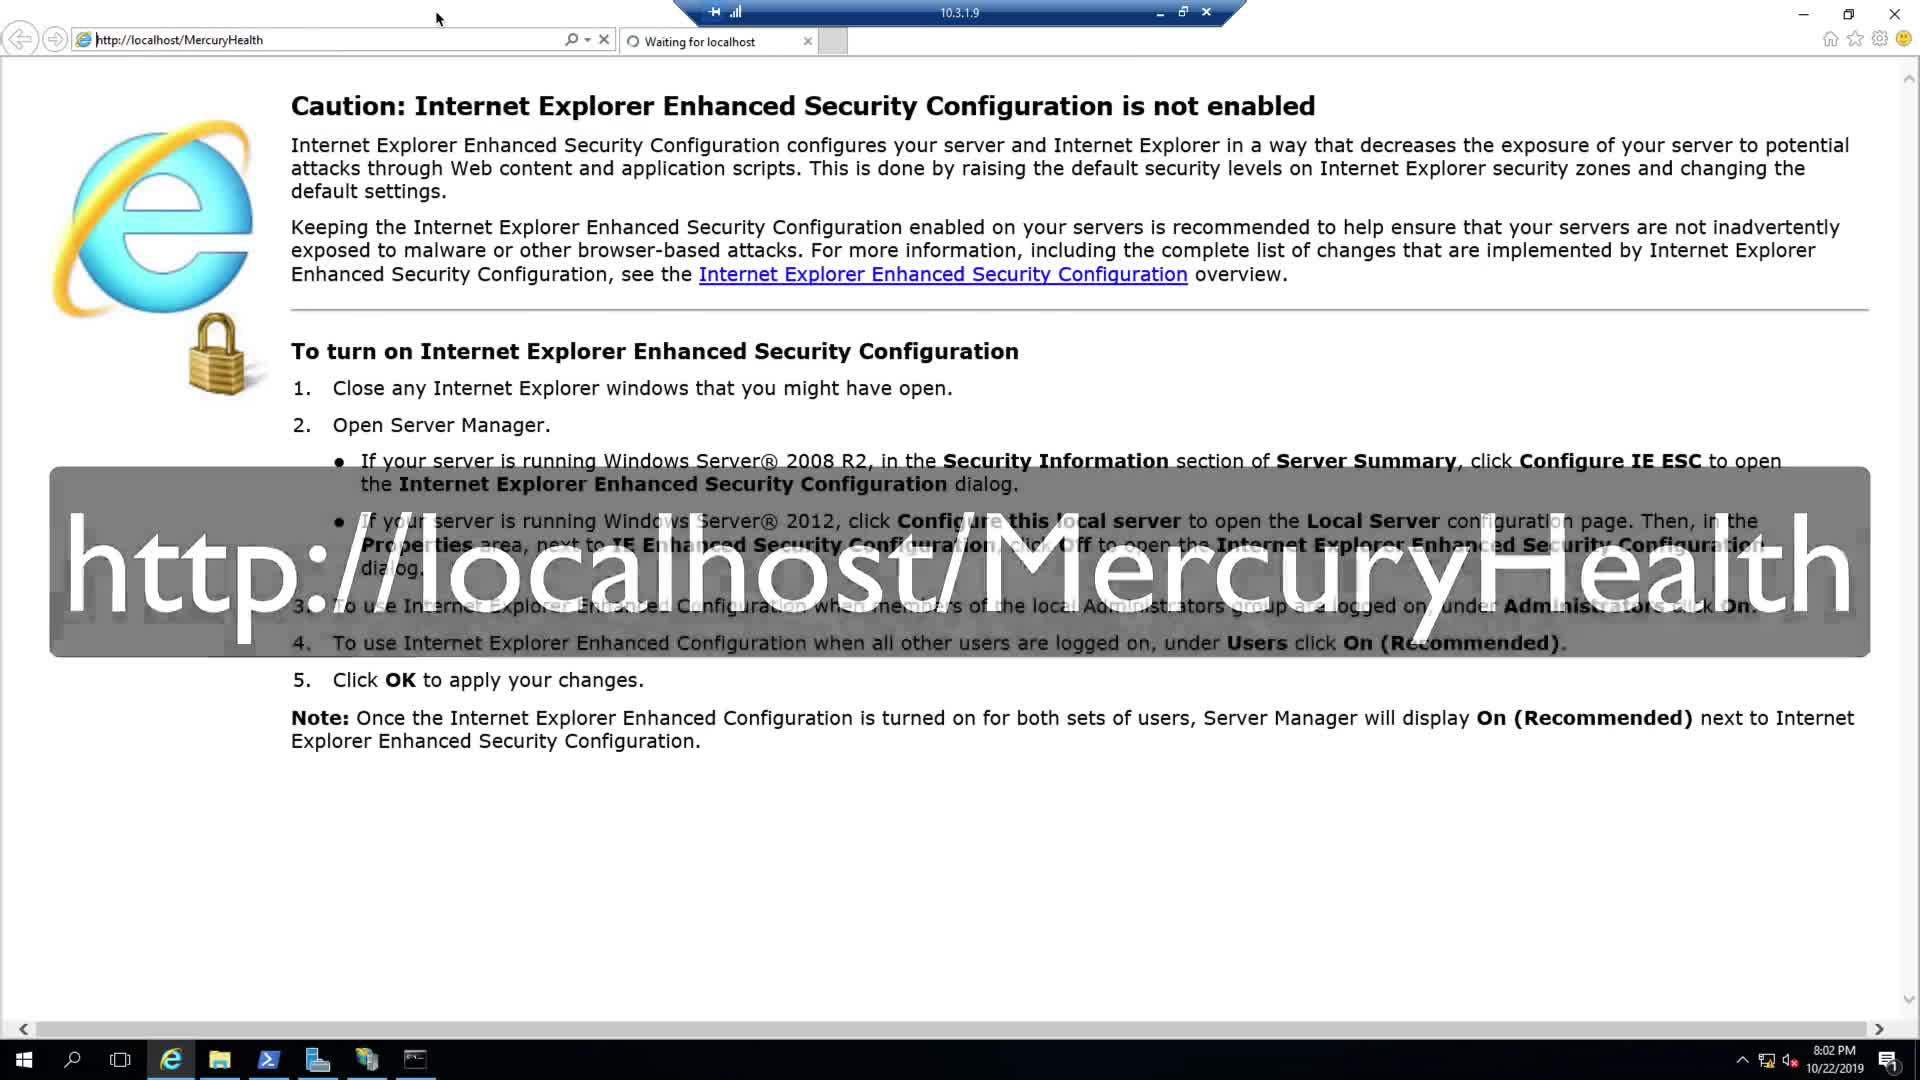 10.3.1.9
http://localhost/MercuryHealth
Waiting for localhost
Caution: Internet Explorer Enhanced Security Configuration is not enabled
Internet Explorer Enhanced Security Configuration configures your server and Internet Explorer in a way that decreases the exposure of your server to potential
attacks through Web content and application scripts. This is done by raising the default security levels on Internet Explorer security zones and changing the
default settings.
Keeping the Internet Explorer Enhanced Security Configuration enabled on your servers is recommended to help ensure that your servers are not inadvertently
exposed to malware or other browser-based attacks. For more information, including the complete list of changes that are implemented by Internet Explorer
Enhanced Security Configuration, see the Internet Explorer Enhanced Security Configuration overview.
To turn on Internet Explorer Enhanced Security Configuration
1. Close any Internet Explorer windows that you might have open.
2. Open Server Manager.
● If your server is running Windows Server® 2008 R2, in the Security Information section of Server Summary, click Configure IE ESC to open
the Internet Explorer Enhanced Security Configuration dialog.
● If your server is running Windows Server® 2012, click Configure this local server to open the Local Server configuration page. Then, in the
Properties area, next to IE Enhanced Security Configuration, click Off to open the Internet Explorer Enhanced Security Configuration
dialog.
http://localhost/MercuryHealth
3. To use Internet Explorer Enhanced Configuration when members of the local Administrators group are logged on, under Administrators click On.
4. To use Internet Explorer Enhanced Configuration when all other users are logged on, under Users click On (Recommended).
5. Click OK to apply your changes.
Note: Once the Internet Explorer Enhanced Configuration is turned on for both sets of users, Server Manager will display On (Recommended) next to Internet
Explorer Enhanced Security Configuration.
8:02 PM
10/22/2019
1